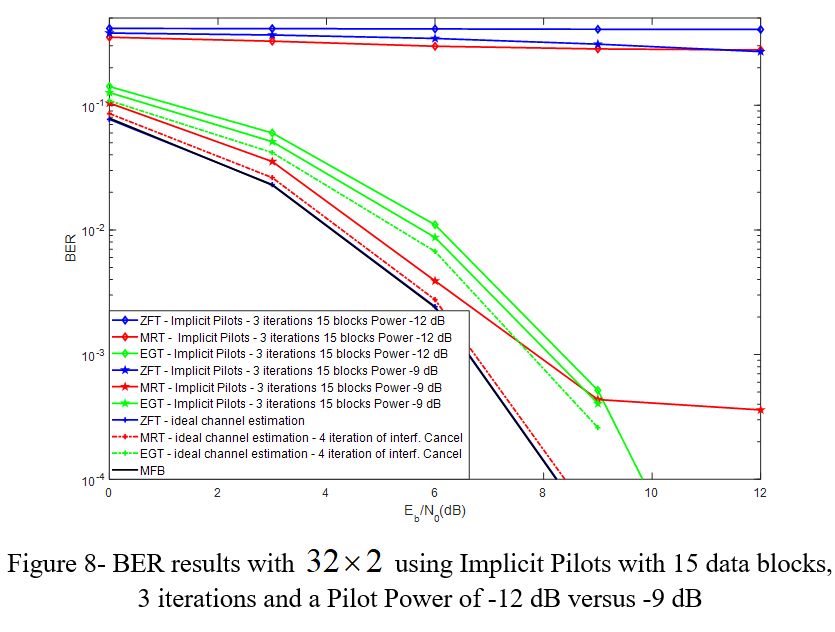 10^-1
10^-2
10^-3
10^-4
BER
ZFT - Implicit Pilots - 3 iterations 15 blocks Power -12 dB
MRT - Implicit Pilots - 3 iterations 15 blocks Power -12 dB
EGT - Implicit Pilots - 3 iterations 15 blocks Power -12 dB
ZFT - Implicit Pilots - 3 iterations 15 blocks Power -9 dB
MRT - Implicit Pilots - 3 iterations 15 blocks Power -9 dB
EGT - Implicit Pilots - 3 iterations 15 blocks Power -9 dB
ZFT - ideal channel estimation
MRT - ideal channel estimation - 4 iteration of interf. Cancel
EGT - ideal channel estimation - 4 iteration of interf. Cancel
MFB
0 2 4 6 8 10 12
E_b/N_0(dB)
Figure 8- BER results with 32×2 using Implicit Pilots with 15 data blocks,
3 iterations and a Pilot Power of -12 dB versus -9 dB